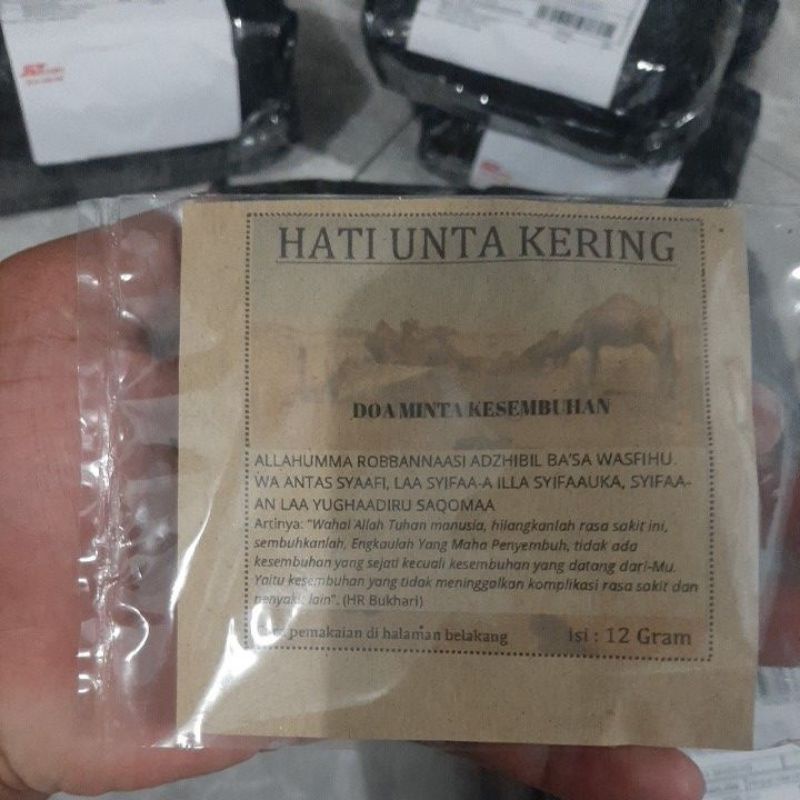 HATI UNTA KERING
DOA MINTA KESEMBUHAN
ALLAHUMMA ROBBANNAASI ADZHIBIL BA'SA WASFIHU.
WA ANTAS SYAAFI, LAA SYIFAA-A ILLA SYIFAAUKA, SYIFAA-
AN LAA YUGHAADIRU SAQOMAA
Artinya: "Wahai Allah Tuhan manusia, hilangkanlah rasa sakit ini,
sembuhkanlah, Engkaulah Yang Maha Penyembuh, tidak ada
kesembuhan yang sejati kecuali kesembuhan yang datang dari-Mu.
Yaitu kesembuhan yang tidak meninggalkan komplikasi rasa sakit dan
penyakit lain". (HR Bukhari)
pemakaian di halaman belakang isi : 12 Gram